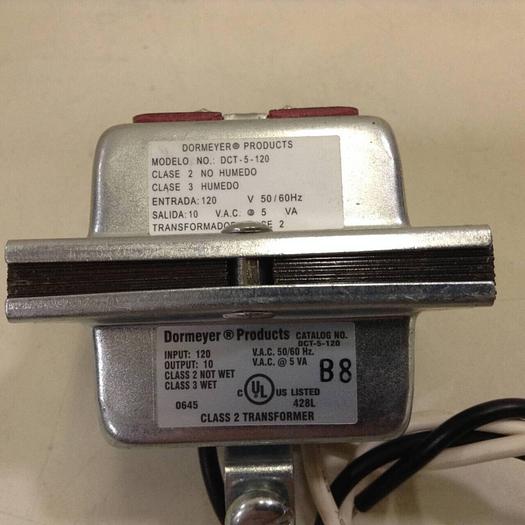 DORMEYER® PRODUCTS
MODELO NO.: DCT-5-120
CLASE 2 NO HUMEDO
CLASE 3 HUMEDO
ENTRADA: 120 V 50/60Hz
SALIDA: 10 V.A.C. @ 5 VA
2
Dormeyer® Products CATALOG NO.
DCT-5-120
INPUT: 120 V.A.C. 50/60 Hz.
OUTPUT: 10 V.A.C. @ 5 VA
CLASS 2 NOT WET
CLASS 3 WET
B8
C UL US LISTED
0645 428L
CLASS 2 TRANSFORMER